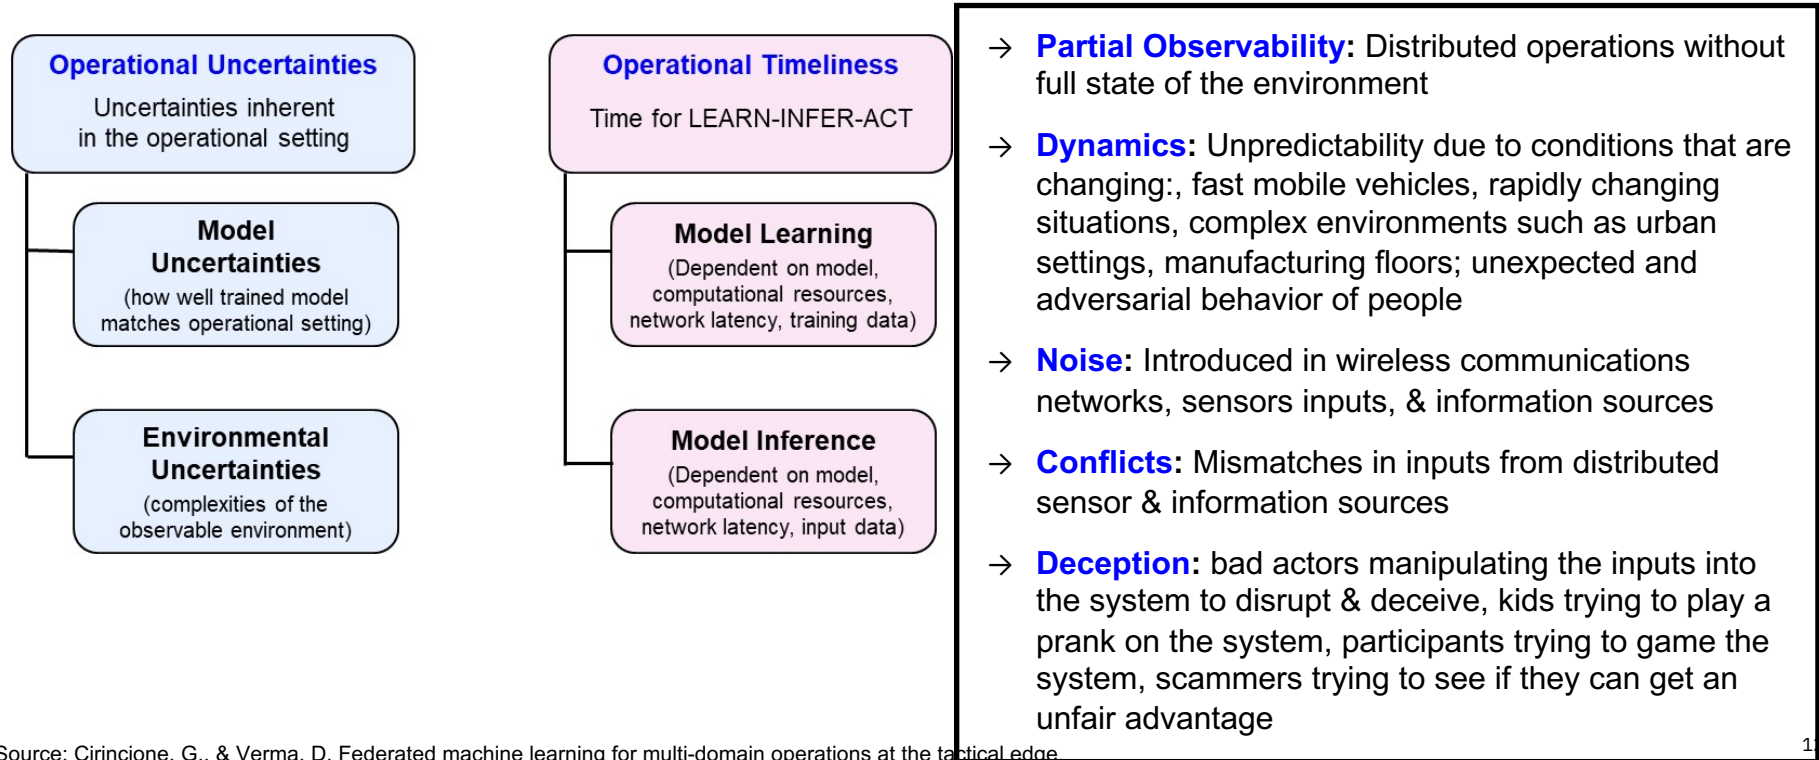 Operational Uncertainties
Uncertainties inherent
in the operational setting
Model
Uncertainties
(how well trained model
matches operational setting)
Environmental
Uncertainties
(complexities of the
observable environment)
Operational Timeliness
Time for LEARN-INFER-ACT
Model Learning
(Dependent on model,
computational resources,
network latency, training data)
Model Inference
(Dependent on model,
computational resources,
network latency, input data)
→ Partial Observability: Distributed operations without
full state of the environment
→ Dynamics: Unpredictability due to conditions that are
changing:, fast mobile vehicles, rapidly changing
situations, complex environments such as urban
settings, manufacturing floors; unexpected and
adversarial behavior of people
→ Noise: Introduced in wireless communications
networks, sensors inputs, & information sources
→ Conflicts: Mismatches in inputs from distributed
sensor & information sources
→ Deception: bad actors manipulating the inputs into
the system to disrupt & deceive, kids trying to play a
prank on the system, participants trying to game the
system, scammers trying to see if they can get an
unfair advantage
Source: Cirincione, G., & Verma, D. Federated machine learning for multi-domain operations at the tactical edge.